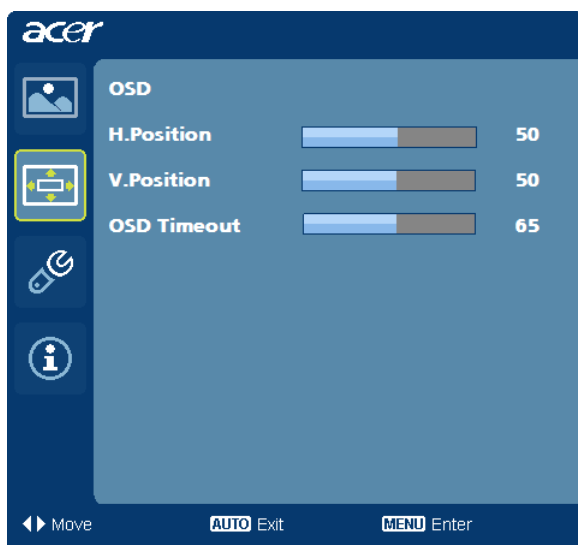 acer
OSD
H.Position 50
V.Position 50
OSD Timeout 65
Move AUTO Exit MENU Enter